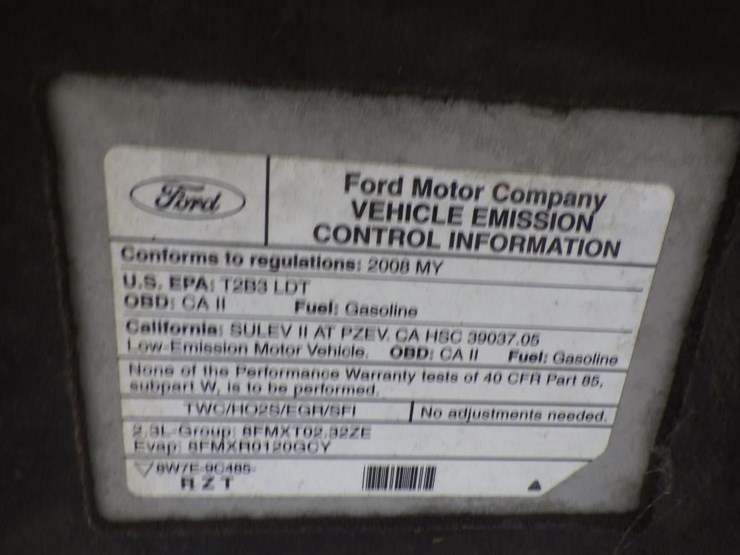 Ford
Ford Motor Company
VEHICLE EMISSION
CONTROL INFORMATION
Conforms to regulations: 2008 MY
U.S. EPA: T2B3 LDT
OBD: CA II Fuel: Gasoline
California: SULEV II AT PZEV. CA HSC 39037.05
Low-Emission Motor Vehicle. OBD: CA II Fuel: Gasoline
None of the Performance Warranty tests of 40 CFR Part 85,
subpart W, is to be performed.
TWC/HO2S/EGR/SFI No adjustments needed.
2.3L-Group: 8FMXT02.32ZE
Evap: 8FMXR0120GCY
8W7E-9C485-
RZT